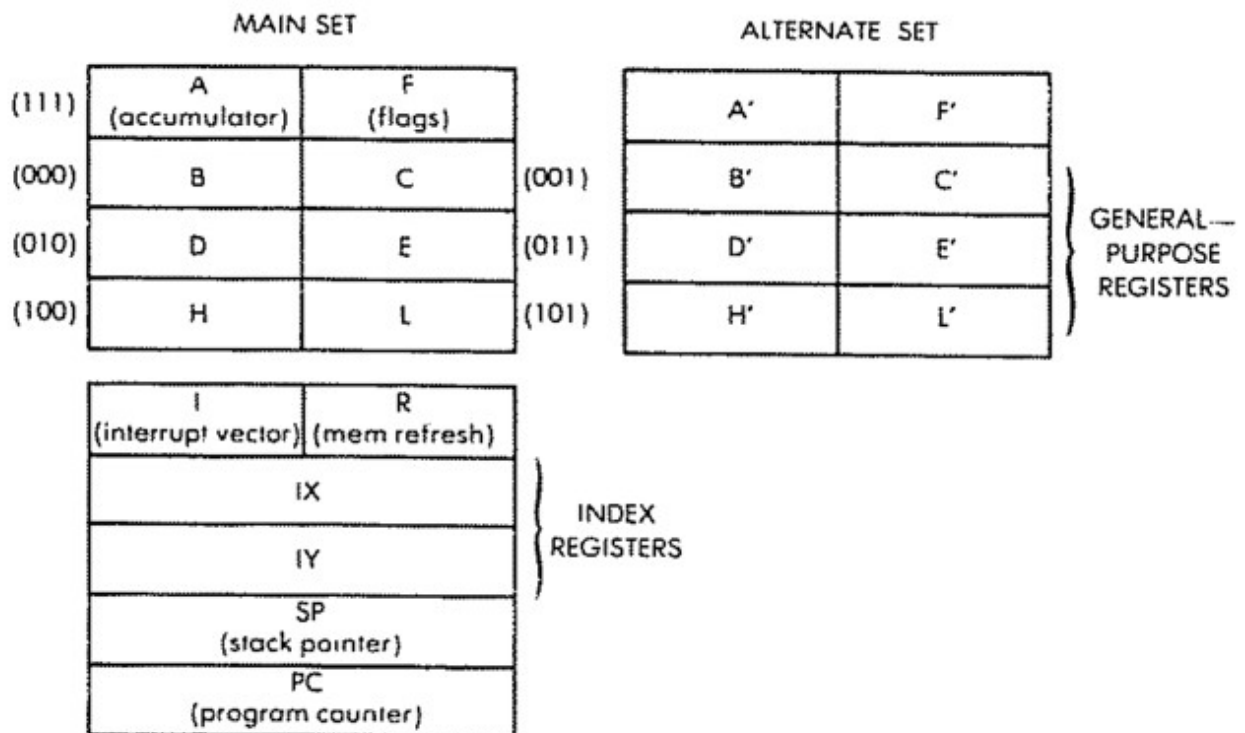 MAIN SET
ALTERNATE SET
(111)
A
(accumulator)
F
(flags)
A′
F′
(000)
B
C
(001)
B′
C′
(010)
D
E
(011)
D′
E′
(100)
H
L
(101)
H′
L′
GENERAL—
PURPOSE
REGISTERS
I
(interrupt vector)
R
(mem refresh)
IX
IY
INDEX
REGISTERS
SP
(stack pointer)
PC
(program counter)